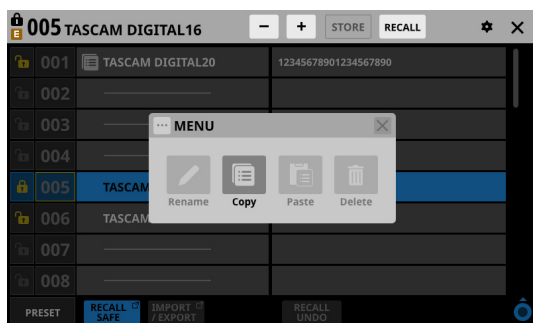 E 005 TASCAM DIGITAL16 − + STORE RECALL
001 TASCAM DIGITAL20 12345678901234567890
002
003
··· MENU
004
005 TASCAM
Rename Copy Paste Delete
006 TASCAM
007
008
PRESET
RECALL SAFE
IMPORT / EXPORT
RECALL UNDO